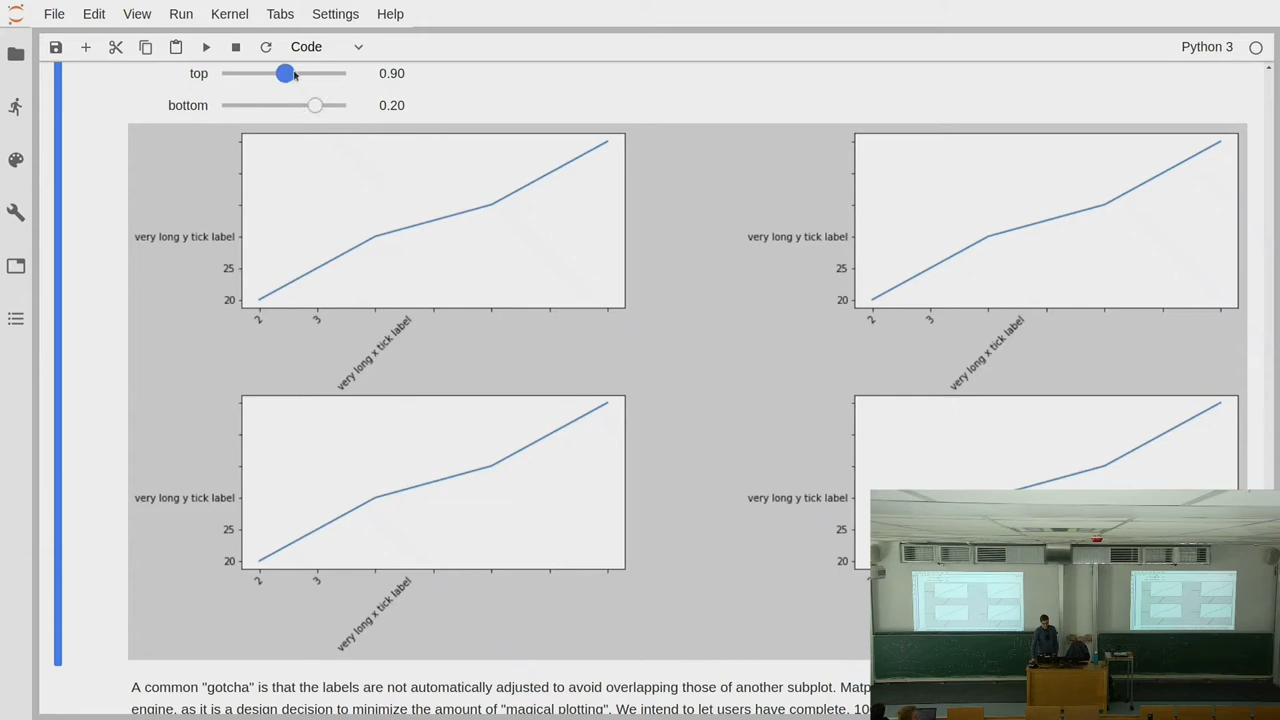 File Edit View Run Kernel Tabs Settings Help
Code Python 3
top 0.90
bottom 0.20
very long y tick label
25
20
2 3 very long x tick label
very long y tick label
25
20
2 3 very long x tick label
very long y tick label
25
20
2 3 very long x tick label
very long y tick label
25
20
A common "gotcha" is that the labels are not automatically adjusted to avoid overlapping those of another subplot. Matp
engine, as it is a design decision to minimize the amount of "magical plotting". We intend to let users have complete, 10